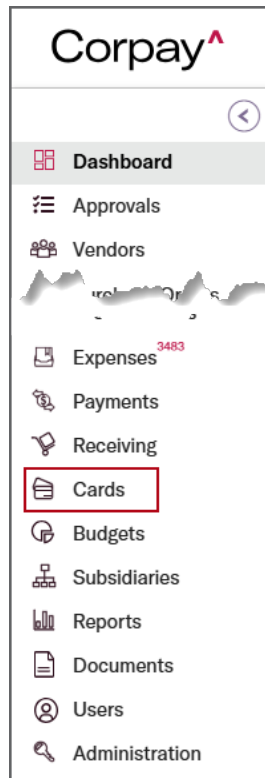 Corpay^
Dashboard
Approvals
Vendors
Expenses 3483
Payments
Receiving
Cards
Budgets
Subsidiaries
Reports
Documents
Users
Administration